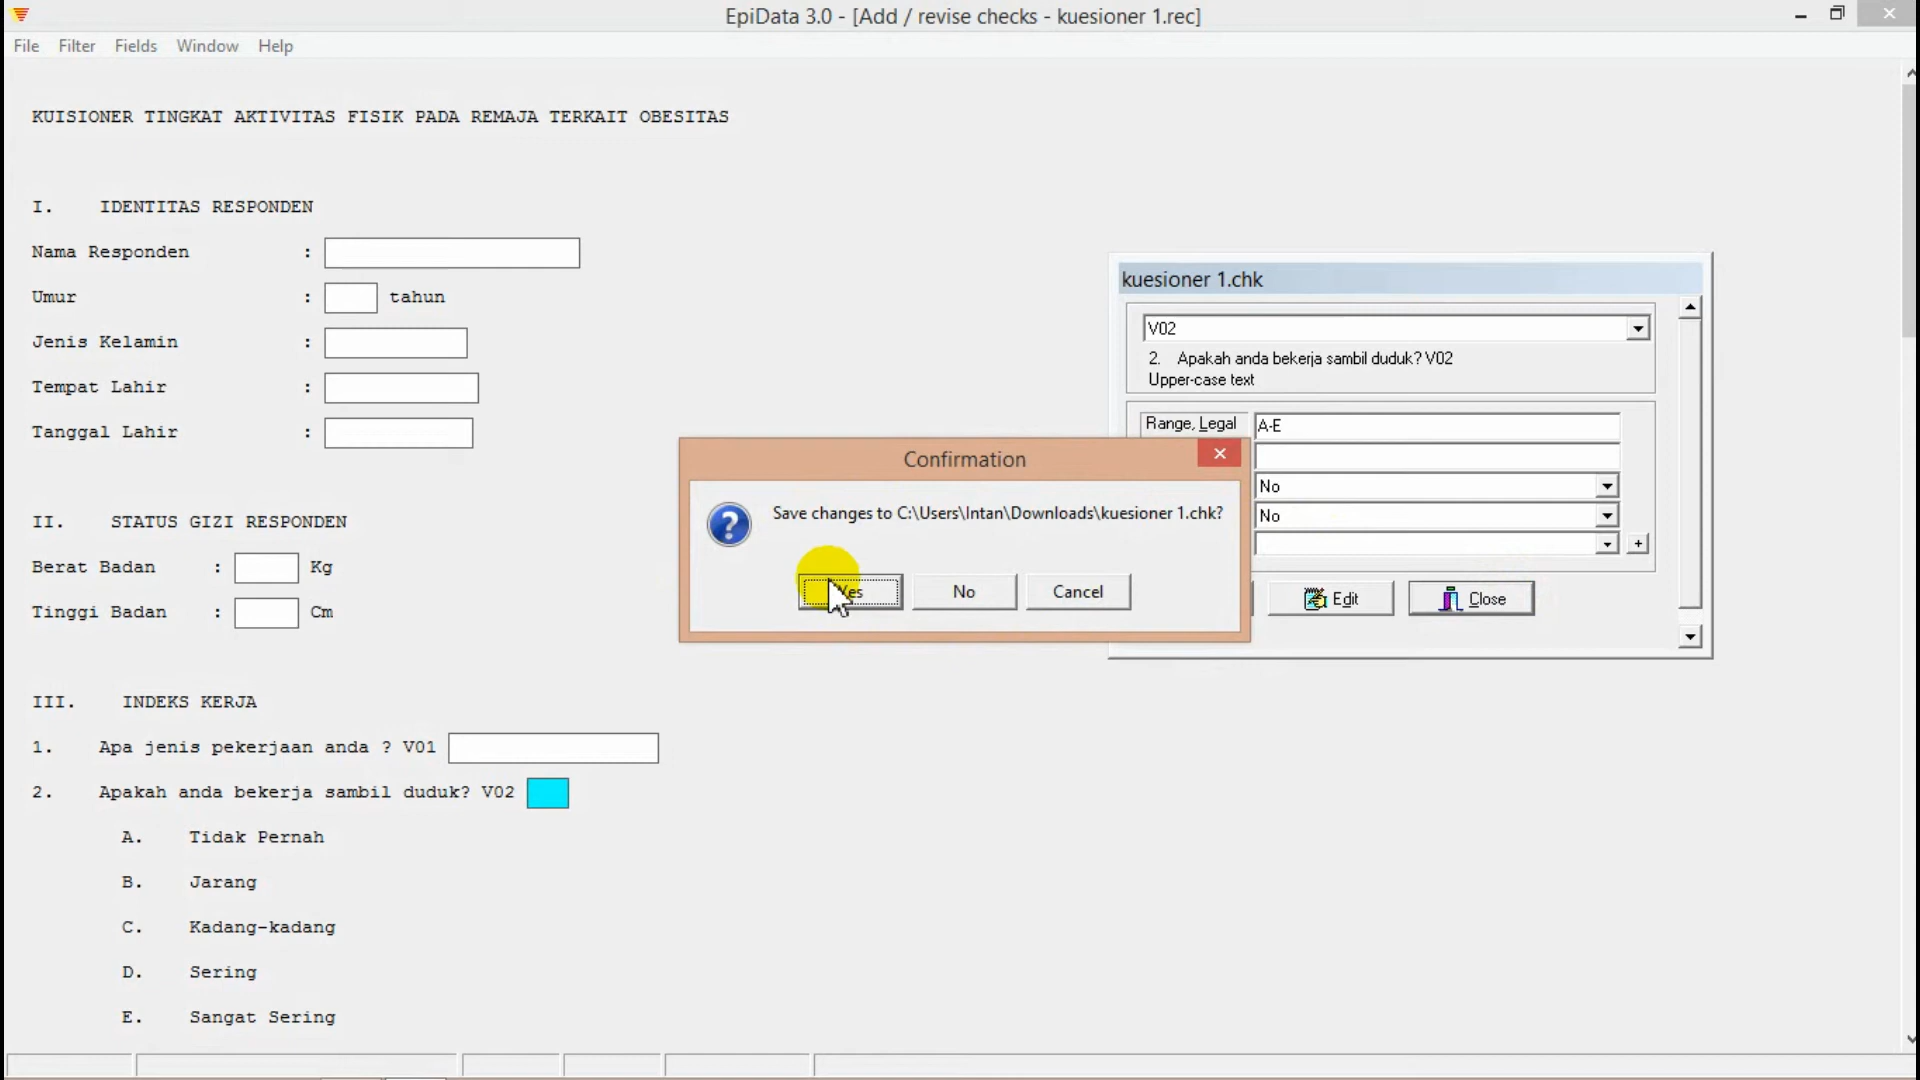 EpiData 3.0 - [Add / revise checks - kuesioner 1.rec]
File Filter Fields Window Help
KUISIONER TINGKAT AKTIVITAS FISIK PADA REMAJA TERKAIT OBESITAS
I. IDENTITAS RESPONDEN
Nama Responden :
Umur : tahun
Jenis Kelamin :
Tempat Lahir :
Tanggal Lahir :
II. STATUS GIZI RESPONDEN
Berat Badan : Kg
Tinggi Badan : Cm
III. INDEKS KERJA
1. Apa jenis pekerjaan anda ? V01
2. Apakah anda bekerja sambil duduk? V02
A. Tidak Pernah
B. Jarang
C. Kadang-kadang
D. Sering
E. Sangat Sering
kuesioner 1.chk
V02
2. Apakah anda bekerja sambil duduk? V02
Upper-case text
Range, Legal A-E
No
No
+
Edit Close
Confirmation
Save changes to C:\Users\Intan\Downloads\kuesioner 1.chk?
Yes No Cancel